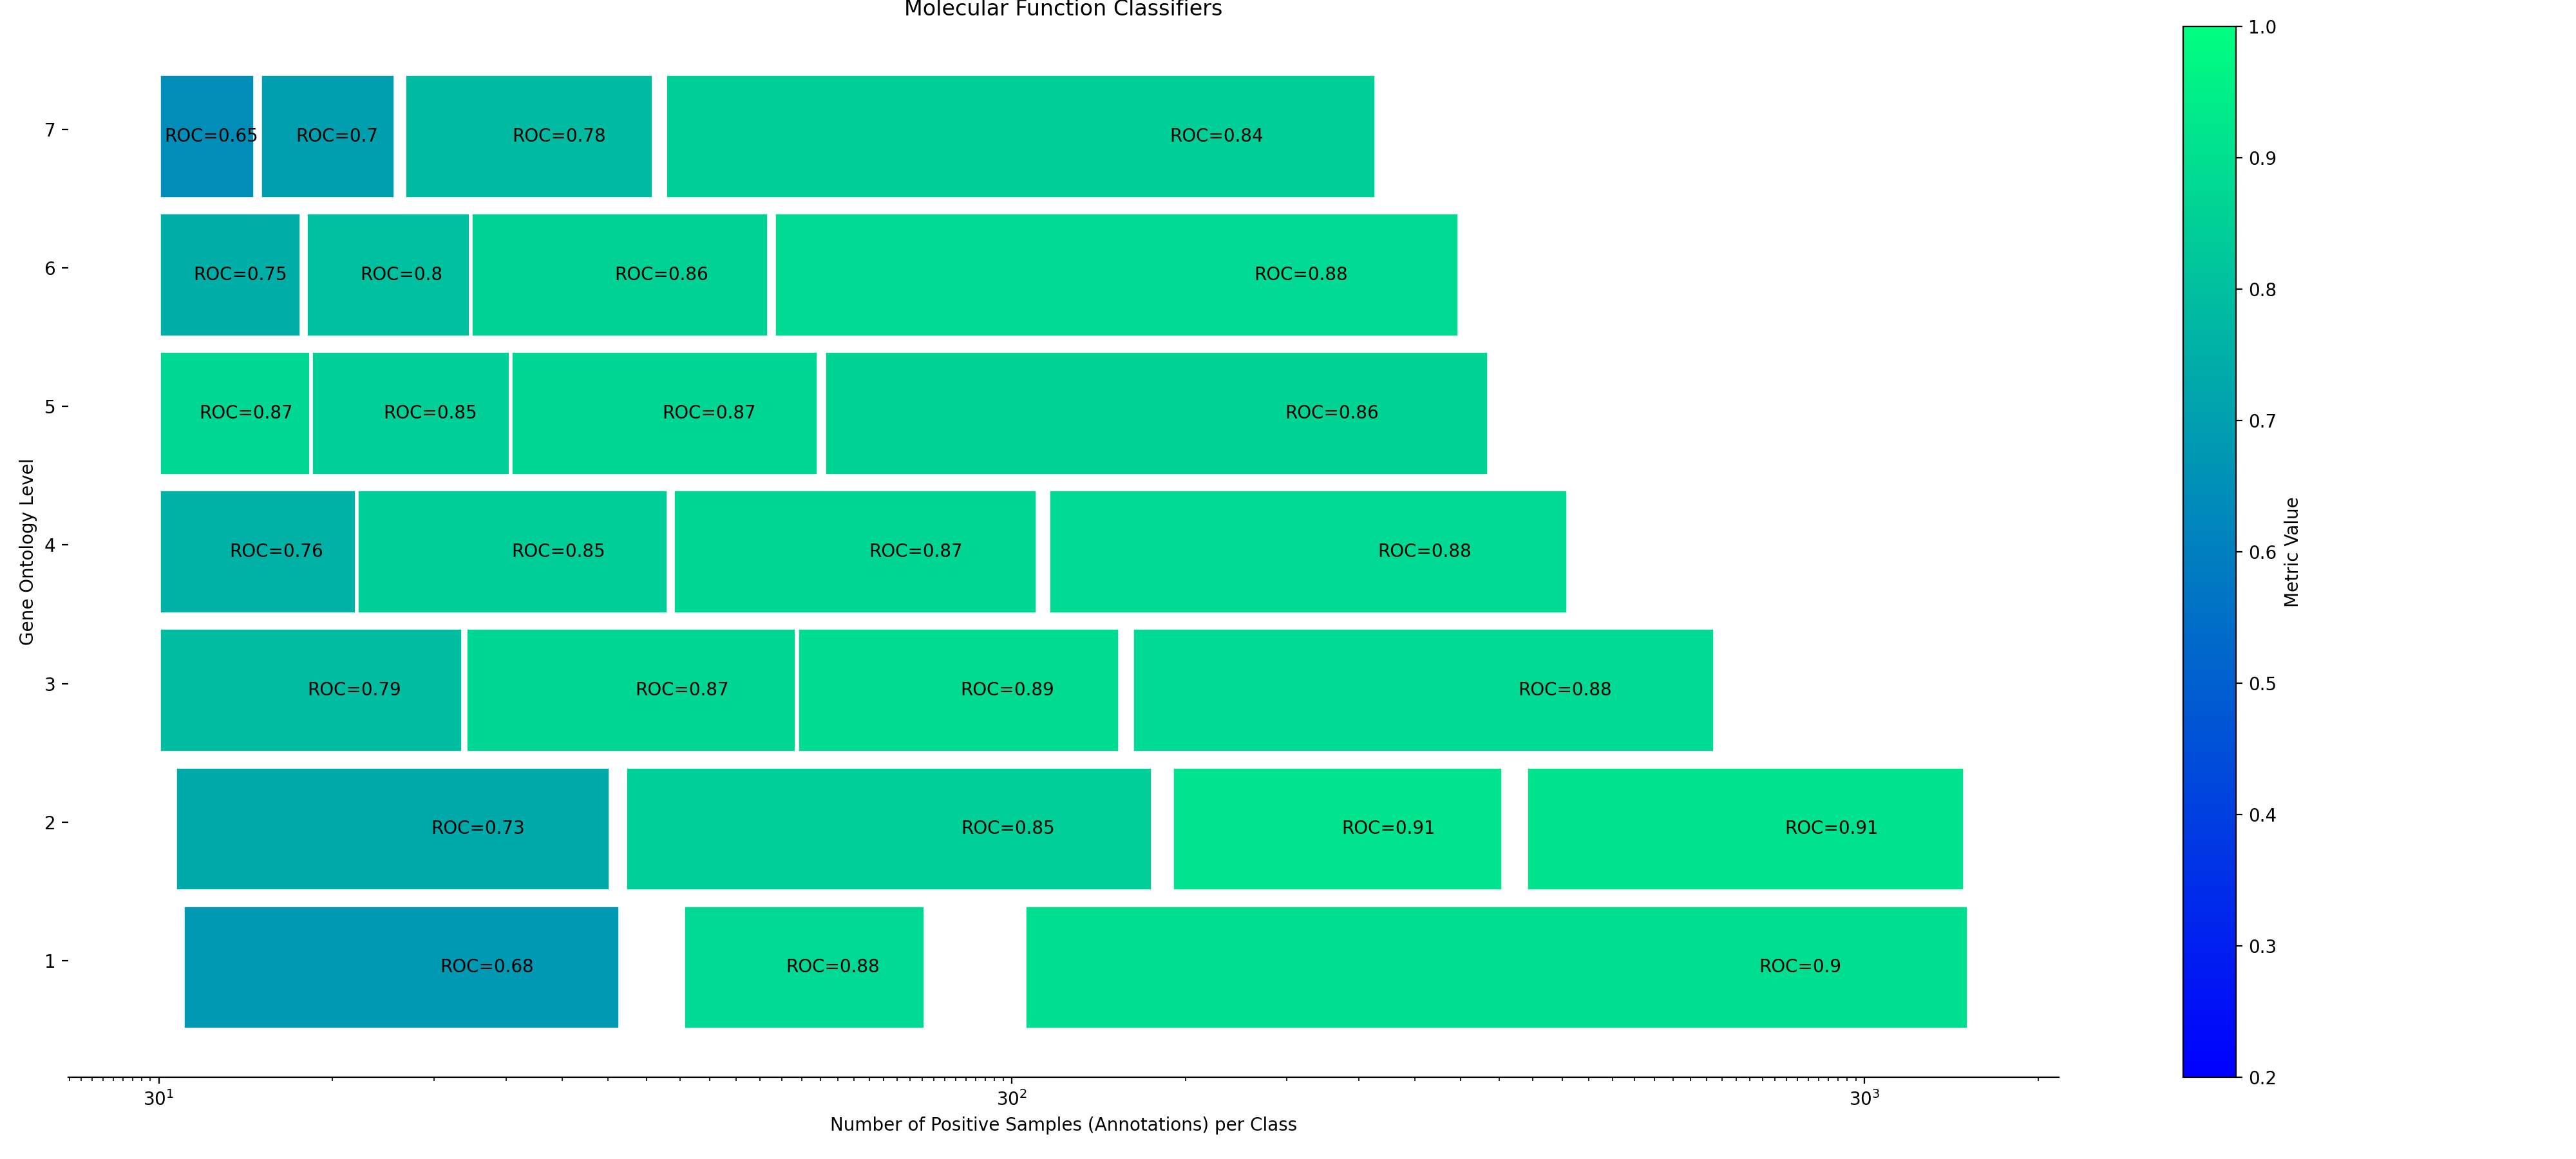 Molecular Function Classifiers
7
ROC=0.65 ROC=0.7 ROC=0.78 ROC=0.84
6
ROC=0.75 ROC=0.8 ROC=0.86 ROC=0.88
5
ROC=0.87 ROC=0.85 ROC=0.87 ROC=0.86
4
ROC=0.76 ROC=0.85 ROC=0.87 ROC=0.88
3
ROC=0.79 ROC=0.87 ROC=0.89 ROC=0.88
2
ROC=0.73 ROC=0.85 ROC=0.91 ROC=0.91
1
ROC=0.68 ROC=0.88 ROC=0.9
Gene Ontology Level
30¹ 30² 30³
Number of Positive Samples (Annotations) per Class
1.0
0.9
0.8
0.7
0.6
0.5
0.4
0.3
0.2
Metric Value